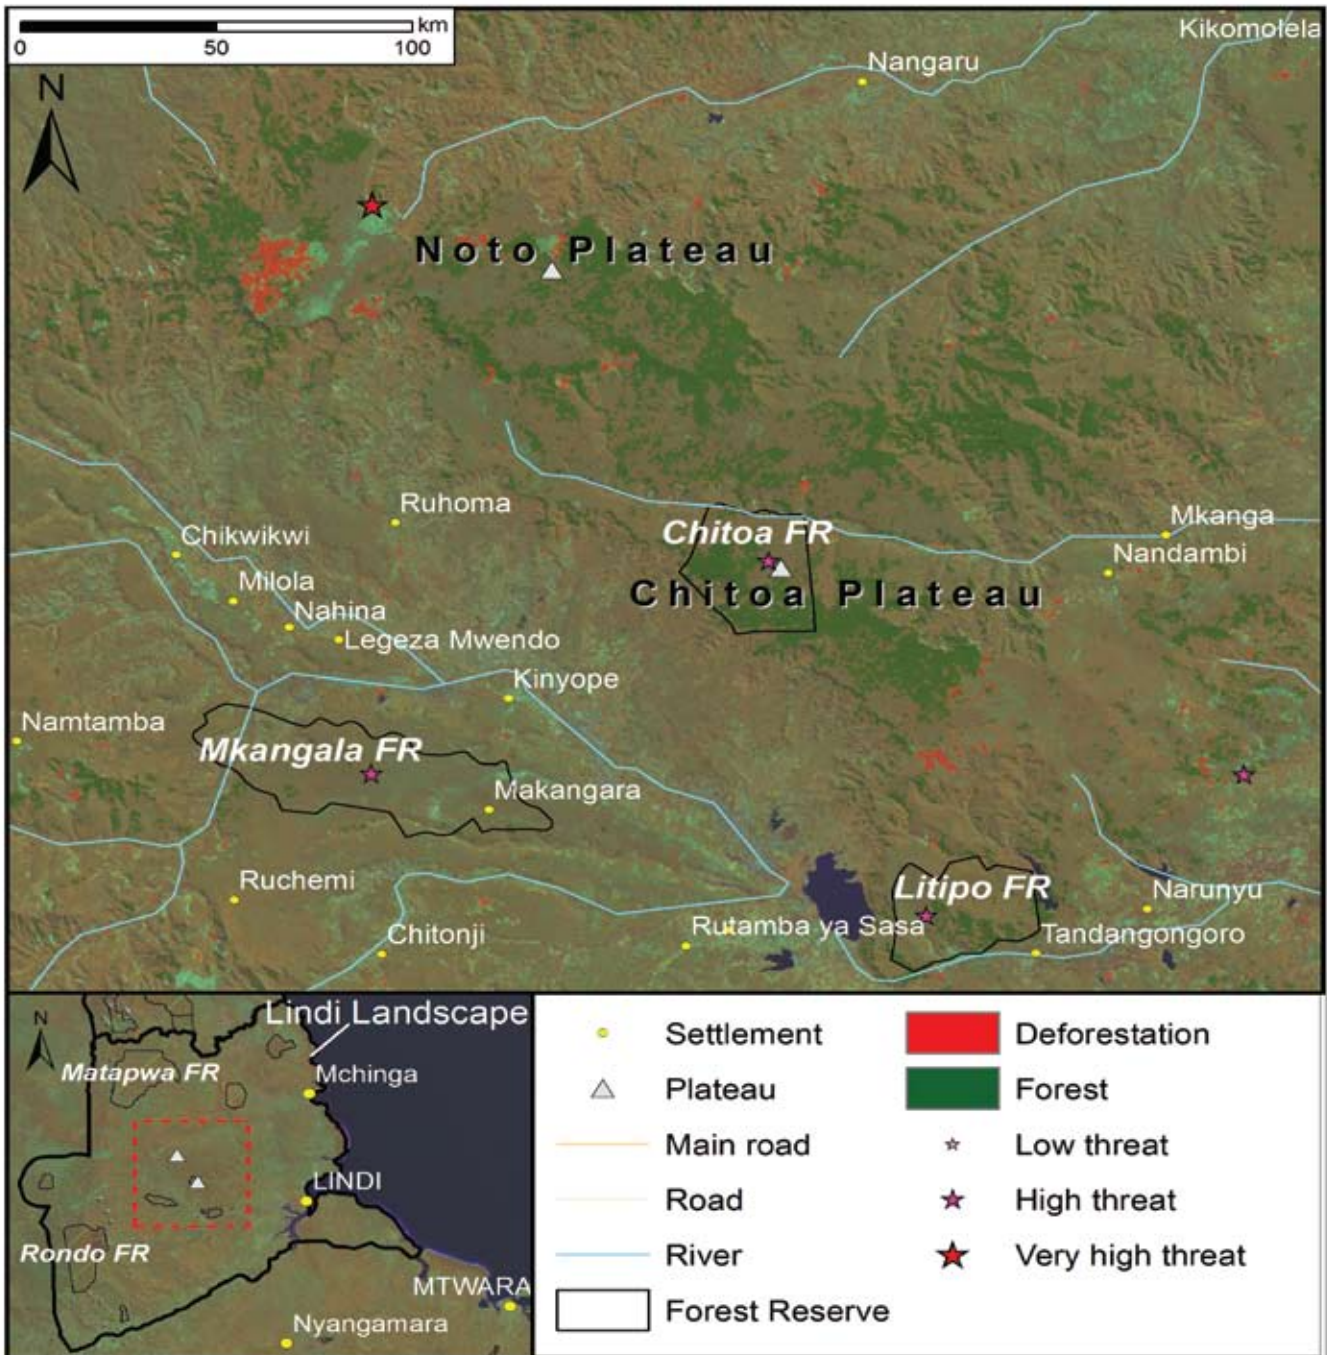 km
0 50 100
Kikomolela
Nangaru
N
Noto Plateau
Ruhoma
Chikwikwi
Milola
Nahina
Legeza Mwendo
Kinyope
Chitoa FR
Chitoa Plateau
Mkanga
Nandambi
Namtamba
Mkangala FR
Makangara
Ruchemi
Chitonji
Litipo FR
Rutamba ya Sasa
Narunyu
Tandangongoro
N
Lindi Landscape
Matapwa FR
Mchinga
LINDI
Rondo FR
MTWARA
Nyangamara
Settlement
Plateau
Main road
Road
River
Forest Reserve
Deforestation
Forest
Low threat
High threat
Very high threat